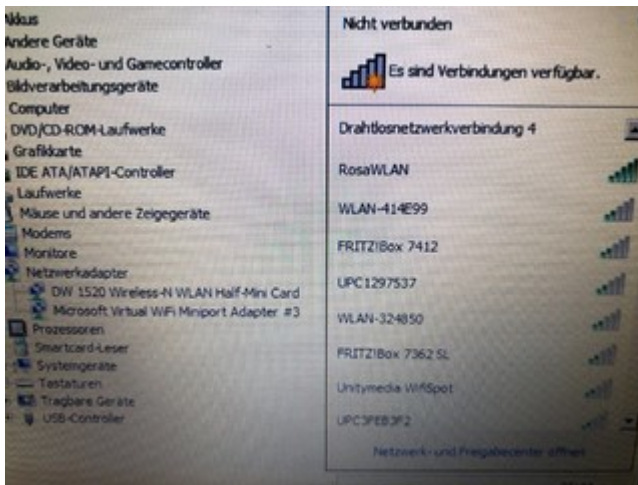 Akkus
Andere Geräte
Audio-, Video- und Gamecontroller
Bildverarbeitungsgeräte
Computer
DVD/CD-ROM-Laufwerke
Grafikkarte
IDE ATA/ATAPI-Controller
Laufwerke
Mäuse und andere Zeigegeräte
Modems
Monitore
Netzwerkadapter
DW 1520 Wireless-N WLAN Half-Mini Card
Microsoft Virtual WiFi Miniport Adapter #3
Prozessoren
Smartcard-Leser
Systemgeräte
Tastaturen
Tragbare Geräte
USB-Controller
Nicht verbunden
Es sind Verbindungen verfügbar.
Drahtlosnetzwerkverbindung 4
RosaWLAN
WLAN-414E99
FRITZ!Box 7412
UPC1297537
WLAN-324850
FRITZ!Box 7362 SL
Unitymedia WifiSpot
UPC3FEB3F2
Netzwerk- und Freigabecenter öffnen